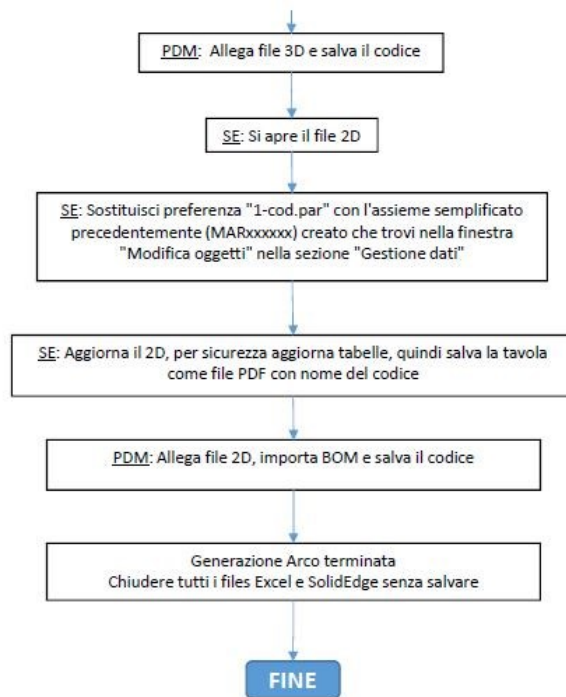 PDM: Allega file 3D e salva il codice
SE: Si apre il file 2D
SE: Sostituisci preferenza "1-cod.par" con l'assieme semplificato
precedentemente (MARxxxxxx) creato che trovi nella finestra
"Modifica oggetti" nella sezione "Gestione dati"
SE: Aggiorna il 2D, per sicurezza aggiorna tabelle, quindi salva la tavola
come file PDF con nome del codice
PDM: Allega file 2D, importa BOM e salva il codice
Generazione Arco terminata
Chiudere tutti i files Excel e SolidEdge senza salvare
FINE